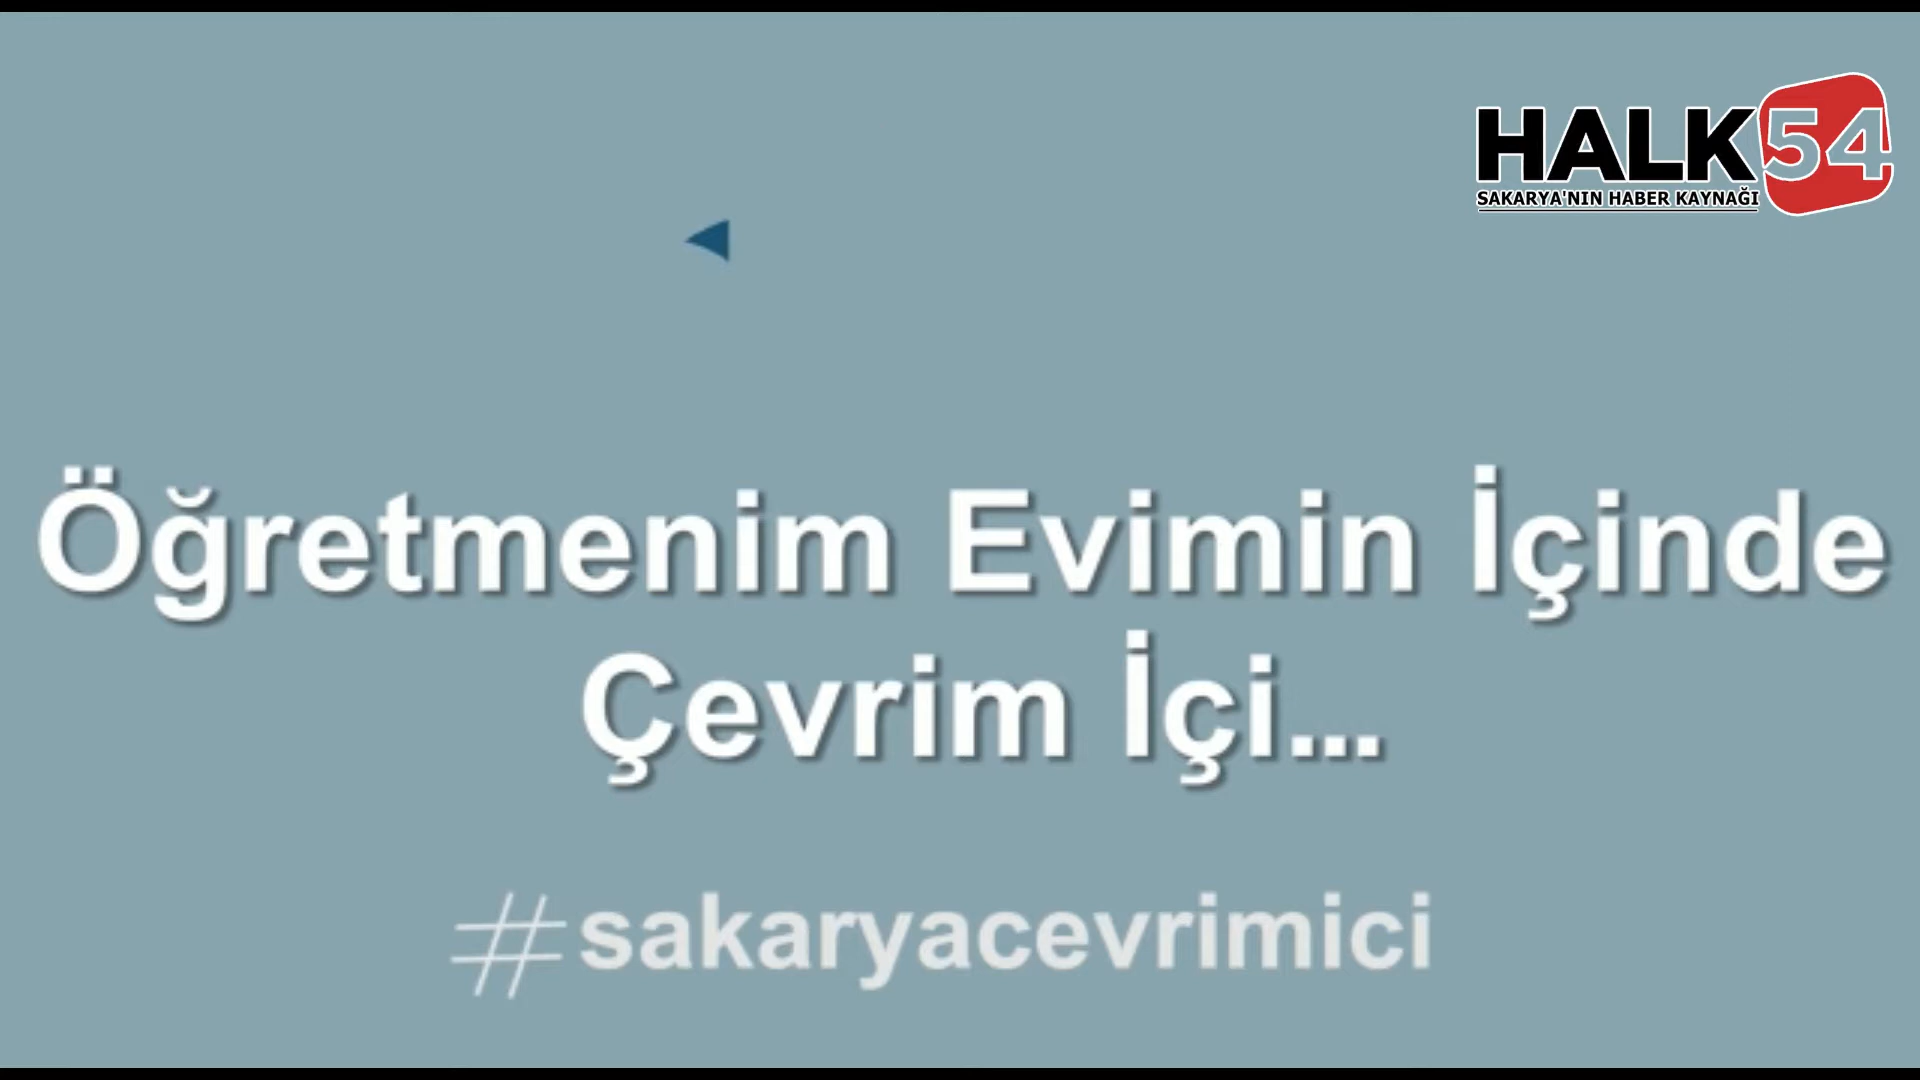 HALK54
SAKARYA'NIN HABER KAYNAĞI
Öğretmenim Evimin İçinde
Çevrim İçi...
#sakaryacevrimici